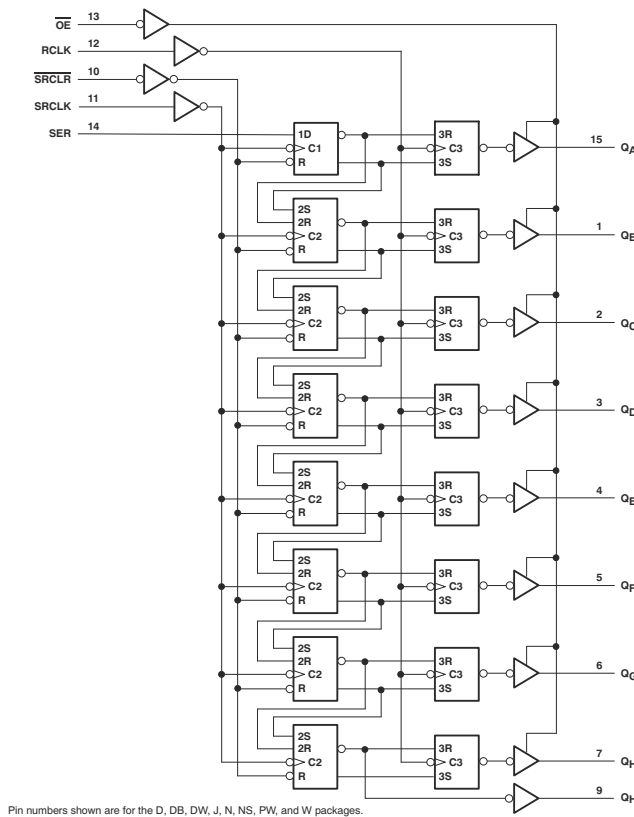 OE 13
RCLK 12
SRCLR 10
SRCLK 11
SER 14
1D
C1
R
3R
C3
3S
15 QA
2S
2R
C2
R
3R
C3
3S
1 QB
2S
2R
C2
R
3R
C3
3S
2 QC
2S
2R
C2
R
3R
C3
3S
3 QD
2S
2R
C2
R
3R
C3
3S
4 QE
2S
2R
C2
R
3R
C3
3S
5 QF
2S
2R
C2
R
3R
C3
3S
6 QG
2S
2R
C2
R
3R
C3
3S
7 QH
9 QH
Pin numbers shown are for the D, DB, DW, J, N, NS, PW, and W packages.